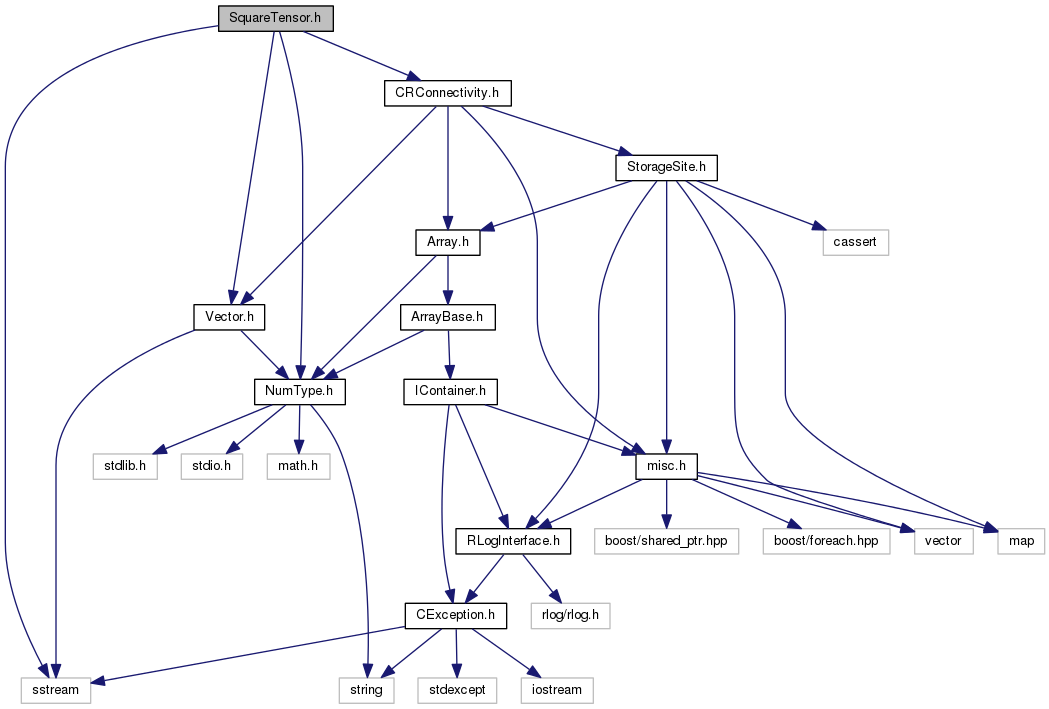 SquareTensor.h
CRConnectivity.h
StorageSite.h
Array.h
cassert
Vector.h
ArrayBase.h
NumType.h
IContainer.h
stdlib.h
stdio.h
math.h
misc.h
RLogInterface.h
boost/shared_ptr.hpp
boost/foreach.hpp
vector
map
CException.h
rlog/rlog.h
sstream
string
stdexcept
iostream